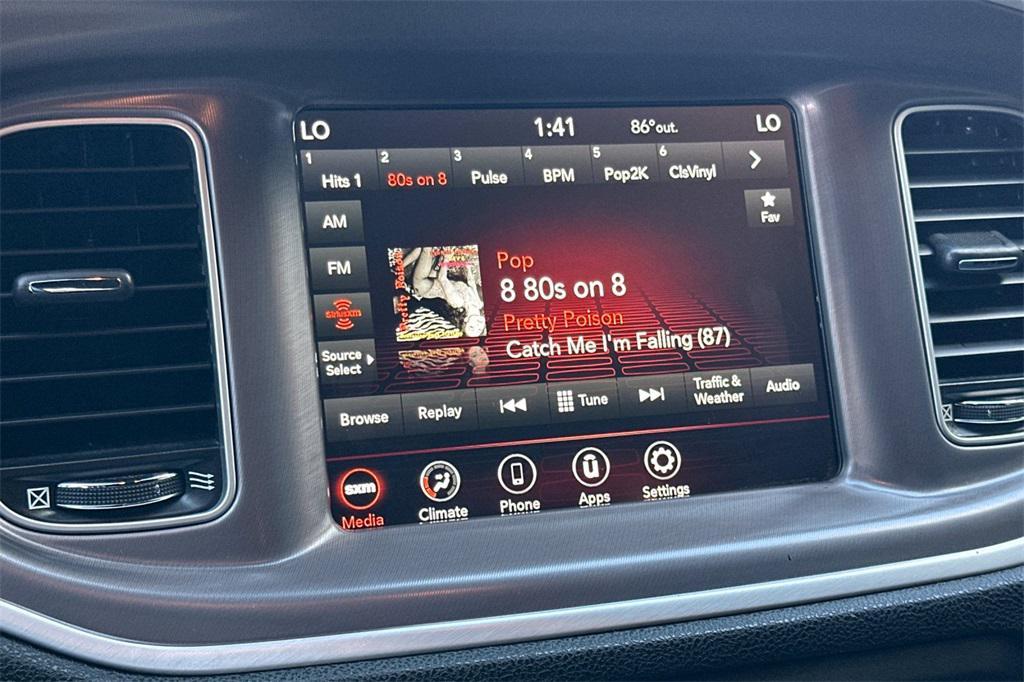 LO 1:41 86°out. LO
1 Hits 1 2 80s on 8 3 Pulse 4 BPM 5 Pop2K 6 ClsVinyl
AM
Fav
FM
Pop
8 80s on 8
SiriusXM
Pretty Poison
Pretty Poison
Catch Me I'm Falling (87)
Source
Select
Browse Replay Tune Traffic & Weather Audio
sxm
Media Climate Phone Apps Settings